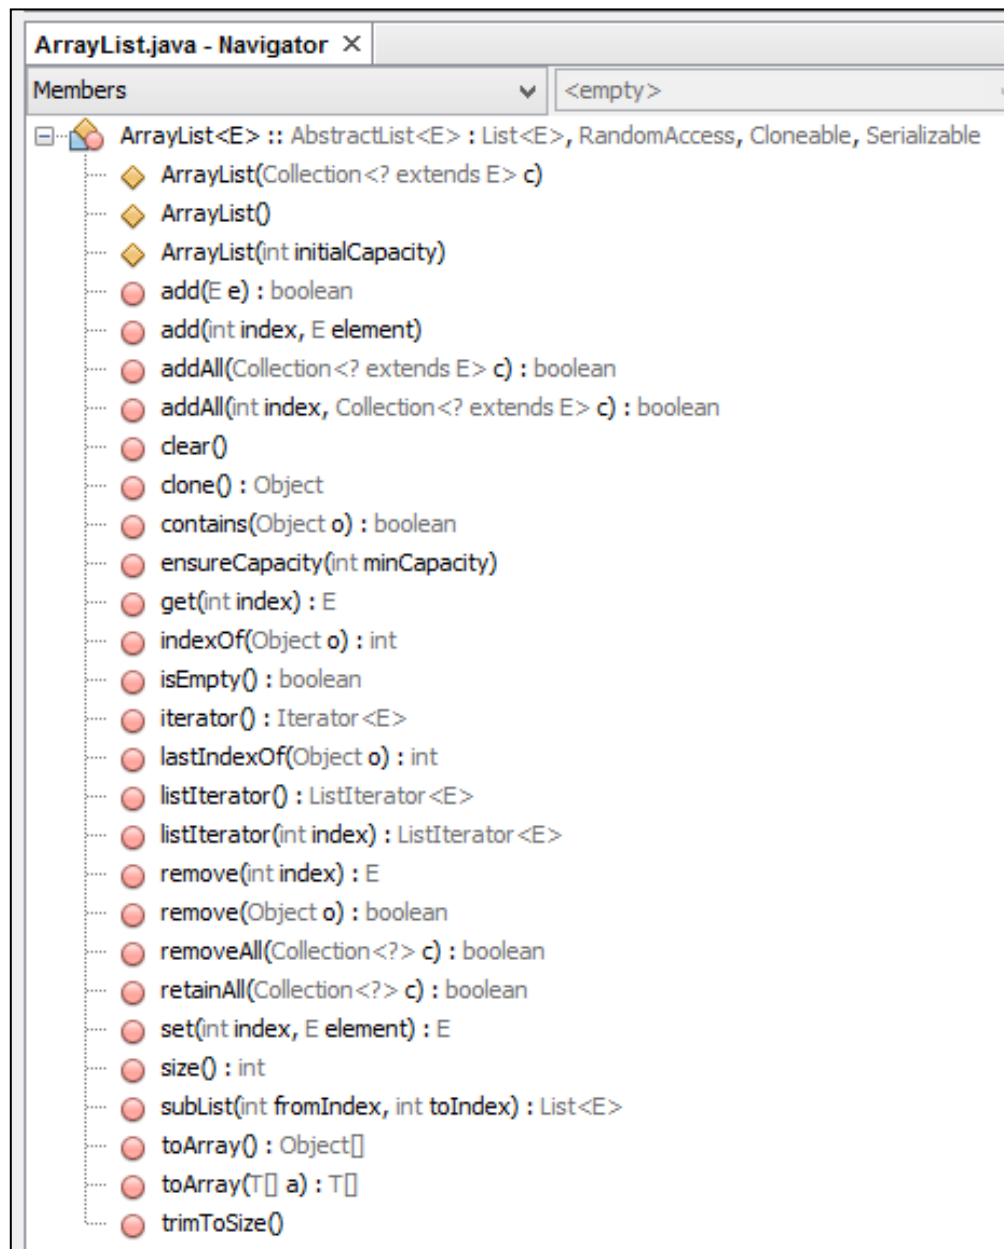 ArrayList.java - Navigator ×
Members <empty>
ArrayList<E> :: AbstractList<E> : List<E>, RandomAccess, Cloneable, Serializable
ArrayList(Collection<? extends E> c)
ArrayList()
ArrayList(int initialCapacity)
add(E e) : boolean
add(int index, E element)
addAll(Collection<? extends E> c) : boolean
addAll(int index, Collection<? extends E> c) : boolean
clear()
clone() : Object
contains(Object o) : boolean
ensureCapacity(int minCapacity)
get(int index) : E
indexOf(Object o) : int
isEmpty() : boolean
iterator() : Iterator<E>
lastIndexOf(Object o) : int
listIterator() : ListIterator<E>
listIterator(int index) : ListIterator<E>
remove(int index) : E
remove(Object o) : boolean
removeAll(Collection<?> c) : boolean
retainAll(Collection<?> c) : boolean
set(int index, E element) : E
size() : int
subList(int fromIndex, int toIndex) : List<E>
toArray() : Object[]
toArray(T[] a) : T[]
trimToSize()